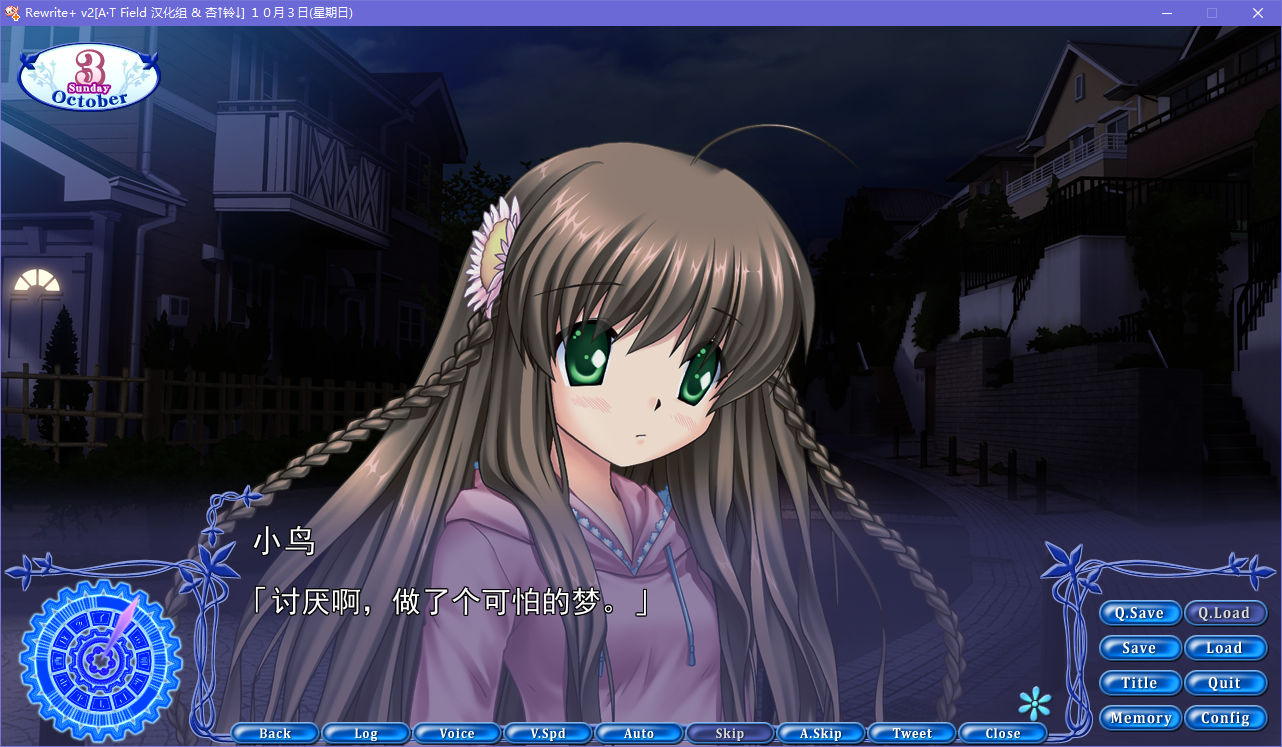 Rewrite+ v2[A·T Field 汉化组 & 杏↑铃↓] １０月３日(星期日)
3
Sunday
October
小鸟
「讨厌啊，做了个可怕的梦。」
Q.Save Q.Load
Save Load
Title Quit
Memory Config
Back Log Voice V.Spd Auto Skip A.Skip Tweet Close